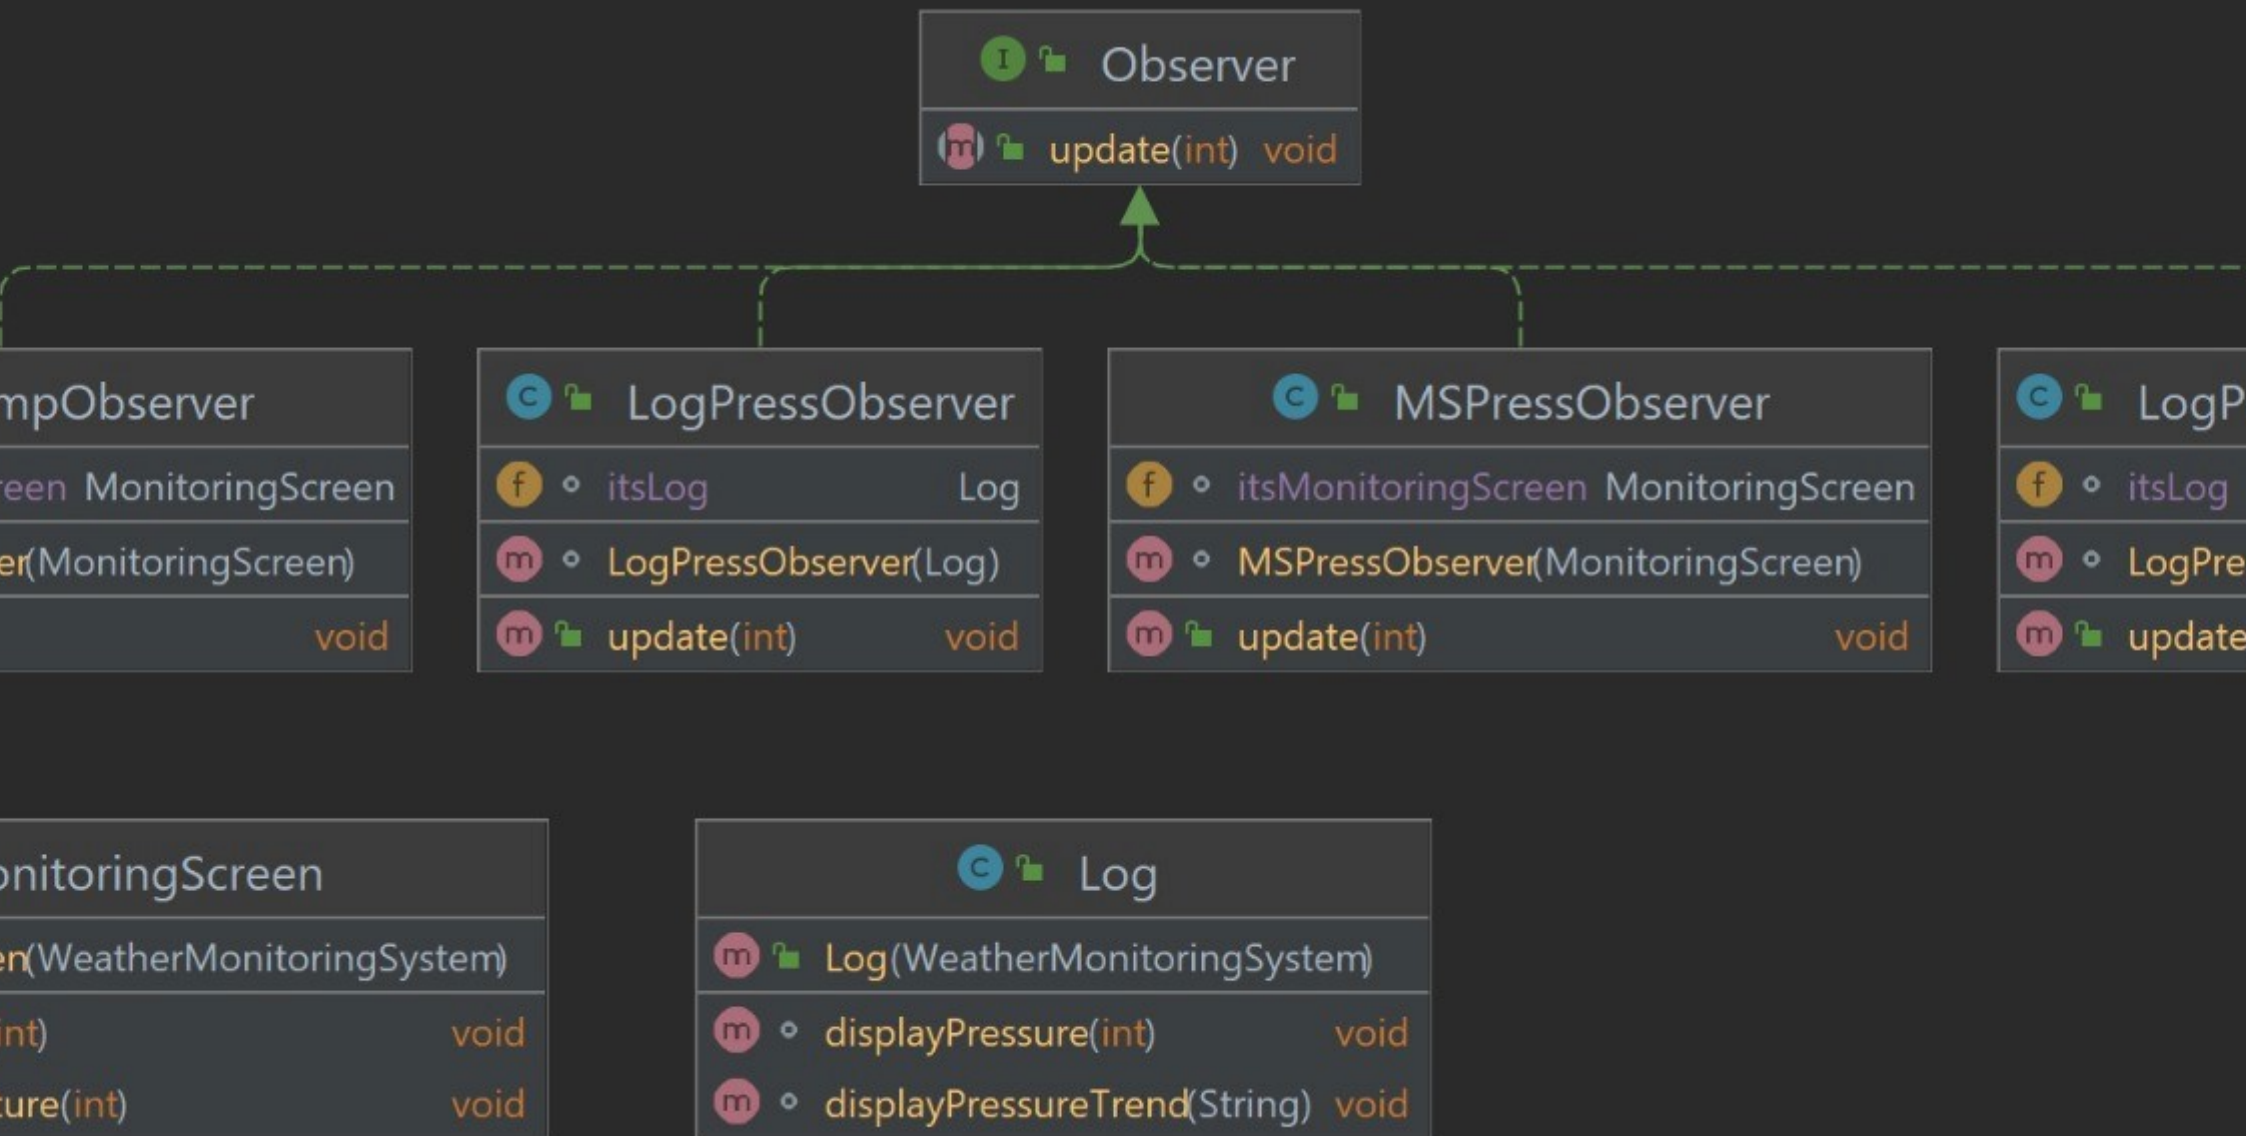 Observer
update(int) void
mpObserver
reen MonitoringScreen
er(MonitoringScreen)
void
LogPressObserver
itsLog Log
LogPressObserver(Log)
update(int) void
MSPressObserver
itsMonitoringScreen MonitoringScreen
MSPressObserver(MonitoringScreen)
update(int) void
LogP
itsLog
LogPre
update
onitoringScreen
en(WeatherMonitoringSystem)
int) void
ture(int) void
Log
Log(WeatherMonitoringSystem)
displayPressure(int) void
displayPressureTrend(String) void